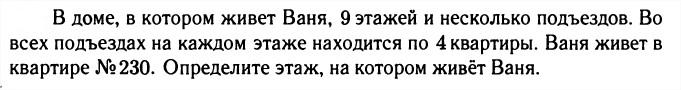 В доме, в котором живет Ваня, 9 этажей и несколько подъездов. Во
всех подъездах на каждом этаже находится по 4 квартиры. Ваня живет в
квартире №230. Определите этаж, на котором живёт Ваня.